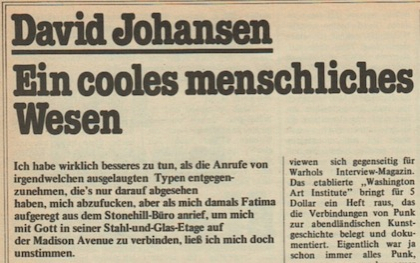 David Johansen
Ein cooles menschliches
Wesen
Ich habe wirklich besseres zu tun, als die Anrufe von
irgendwelchen ausgelaugten Typen entgegen-
zunehmen, die's nur darauf abgesehen
haben, mich abzufucken, aber als mich damals Fatima
aufgeregt aus dem Stonehill-Büro anrief, um mich
mit Gott in seiner Stahl-und-Glas-Etage auf
der Madison Avenue zu verbinden, ließ ich mich doch
umstimmen.
viewen sich gegenseitig für
Warhols Interview-Magazin.
Das etablierte „Washington
Art Institute" bringt für 5
Dollar ein Heft raus, das
die Verbindungen von Punk
zur abendländischen Kunst-
geschichte belegt und doku-
mentiert. Eigentlich war ja
schon immer alles Punk,